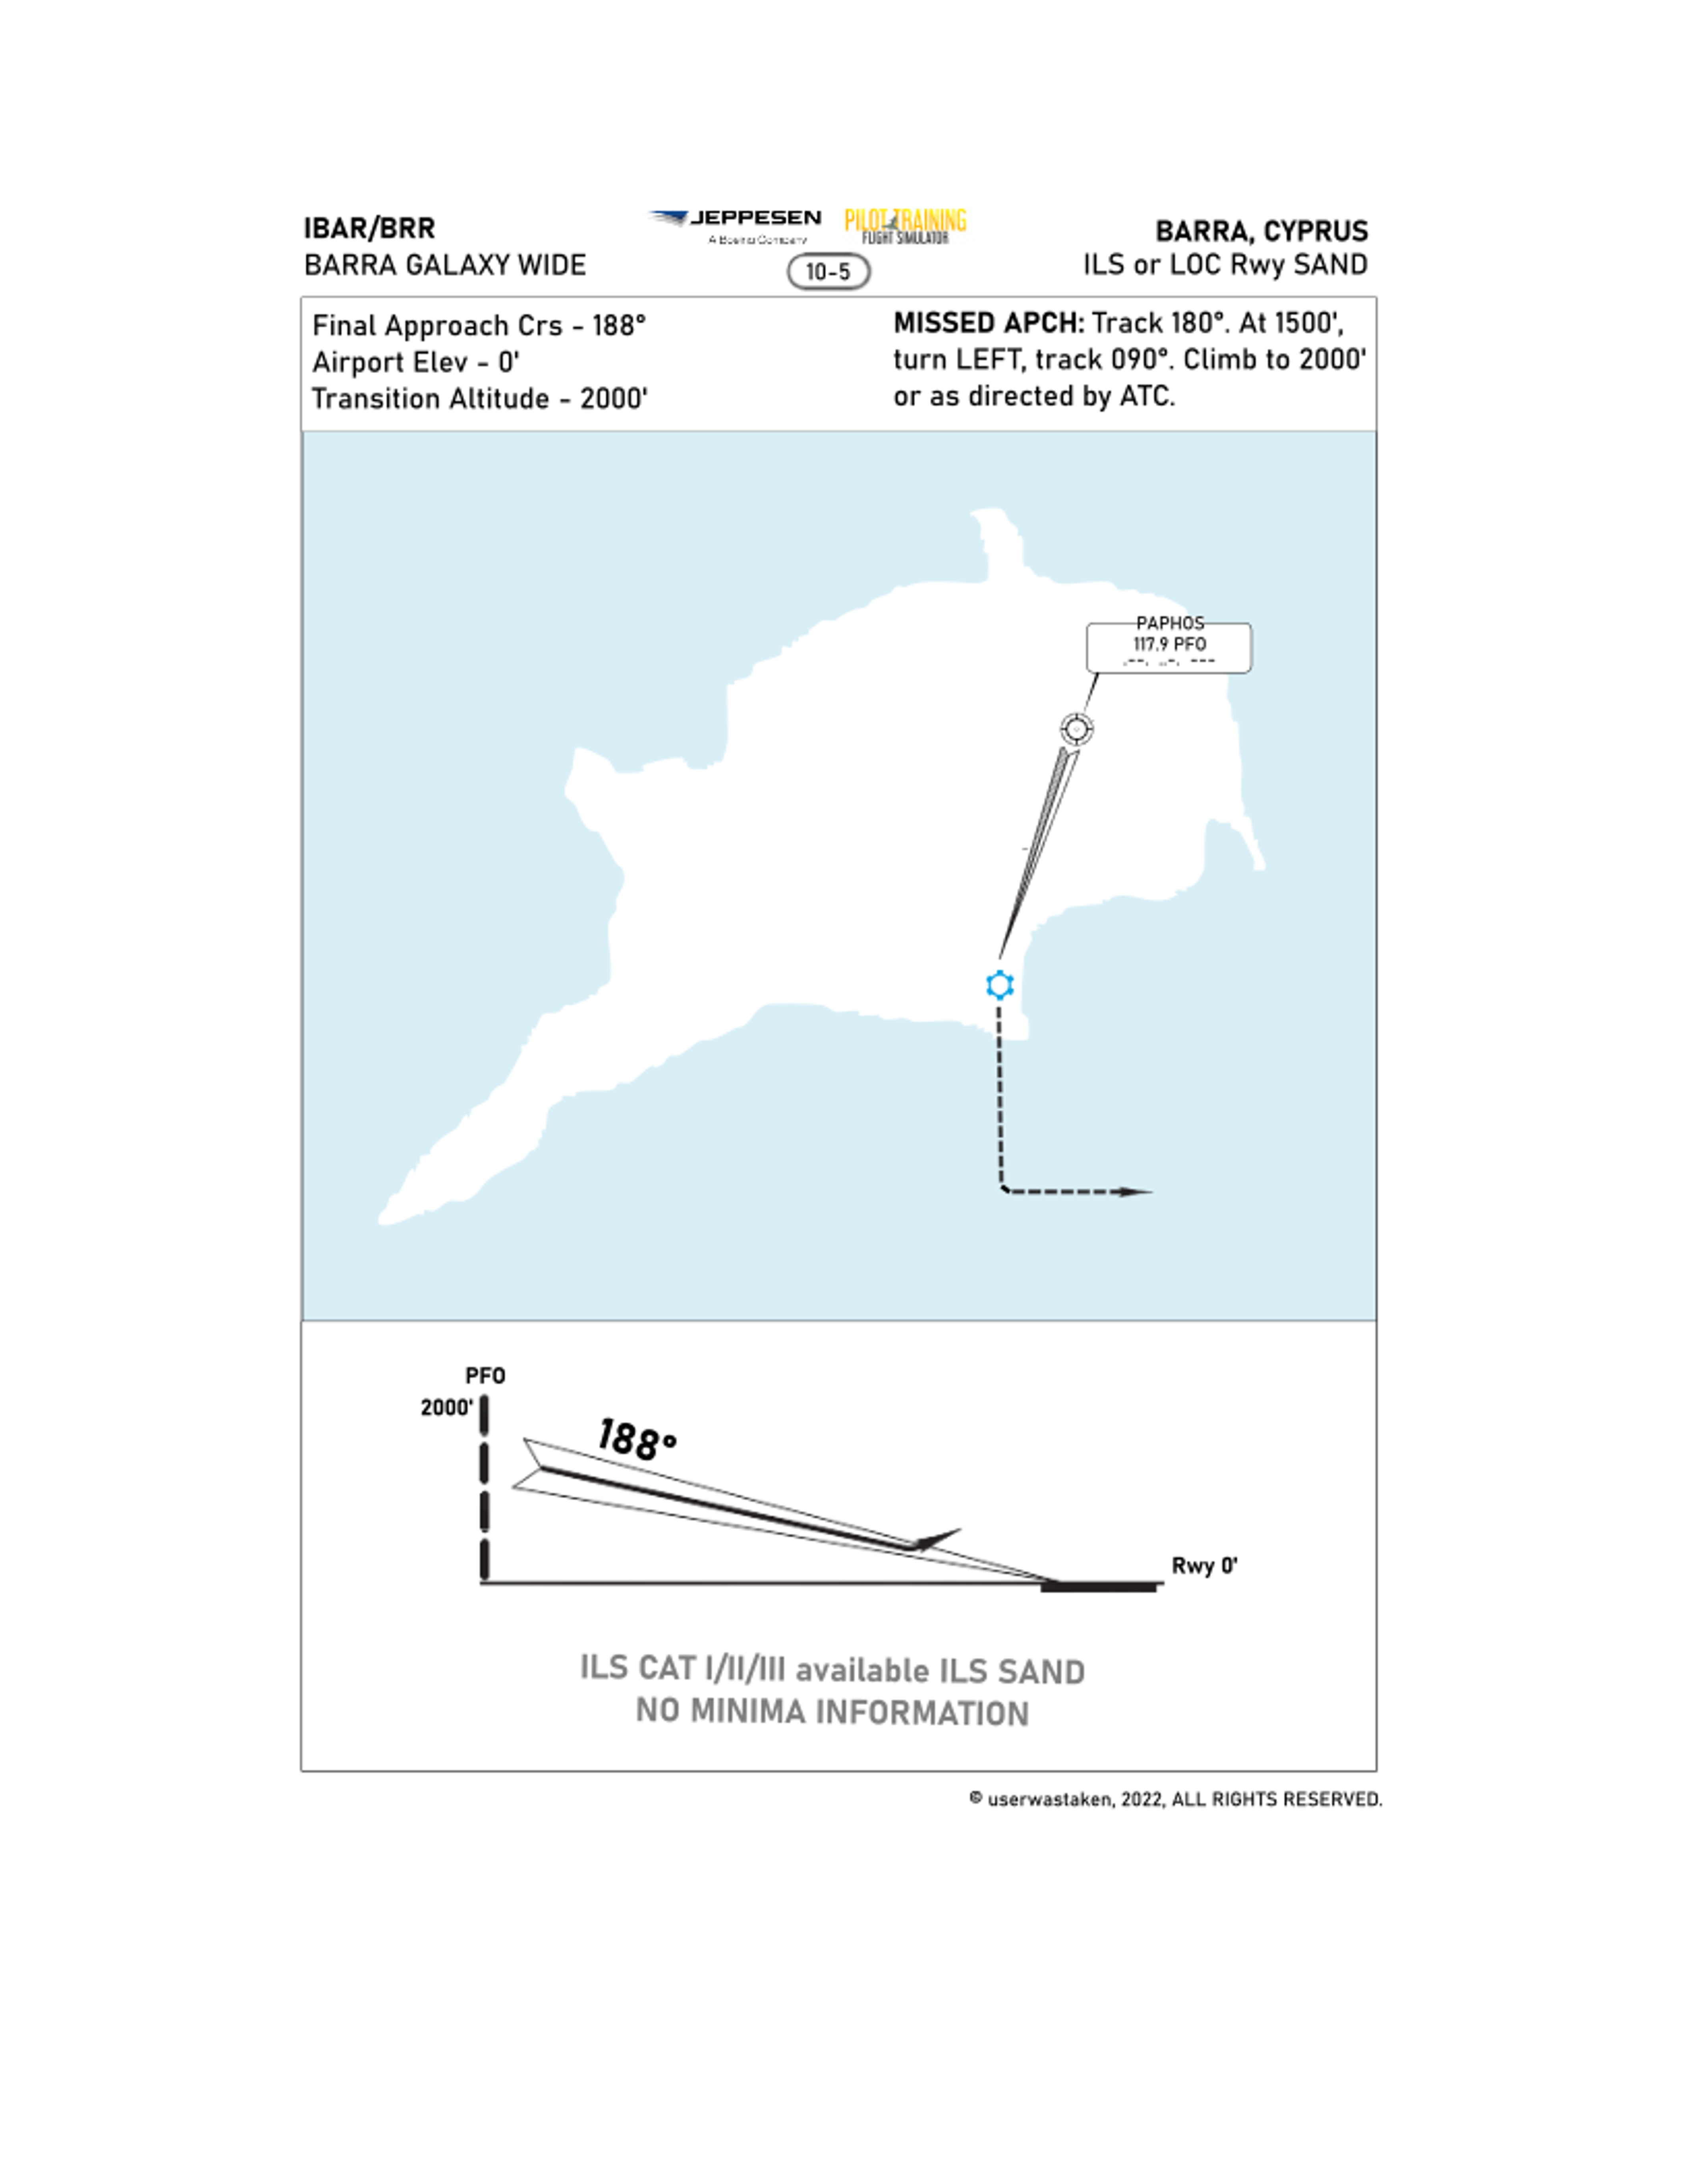 IBAR/BRR
BARRA GALAXY WIDE
JEPPESEN
A Boeing Company
PILOT TRAINING
FLIGHT SIMULATOR
10-5
BARRA, CYPRUS
ILS or LOC Rwy SAND
Final Approach Crs - 188°
Airport Elev - 0'
Transition Altitude - 2000'
MISSED APCH: Track 180°. At 1500',
turn LEFT, track 090°. Climb to 2000'
or as directed by ATC.
PAPHOS
117.9 PFO
.--. ..-. ---
PFO
2000'
188°
Rwy 0'
ILS CAT I/II/III available ILS SAND
NO MINIMA INFORMATION
© userwastaken, 2022, ALL RIGHTS RESERVED.